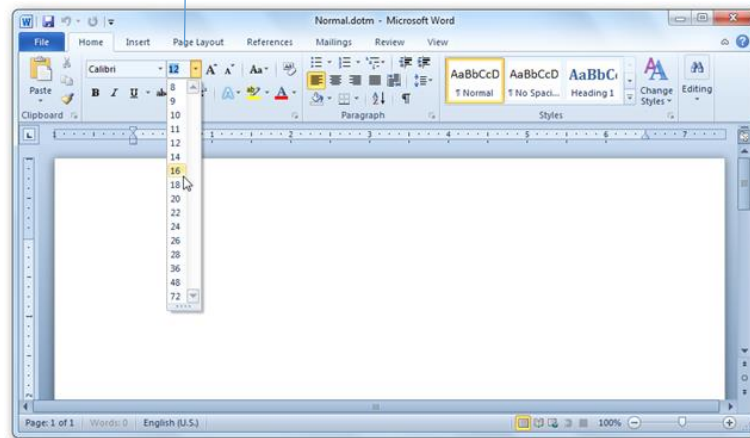 Normal.dotm - Microsoft Word
File Home Insert Page Layout References Mailings Review View
Calibri 12 A A Aa
Paste B I U A A
AaBbCcD AaBbCcD AaBbC
¶ Normal ¶ No Spaci... Heading 1 Change Styles Editing
Clipboard Paragraph Styles
1 2 3 4 5 6 7
8
9
10
11
12
14
16
18
20
22
24
26
28
36
48
72
Page: 1 of 1 Words: 0 English (U.S.) 100%